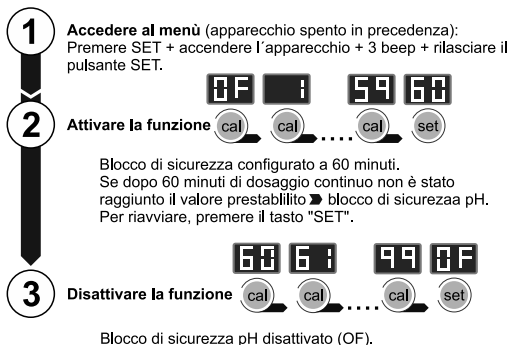 1
Accedere al menù (apparecchio spento in precedenza):
Premere SET + accendere l´apparecchio + 3 beep + rilasciare il
pulsante SET.
OF 1 59 60
2
Attivare la funzione cal cal .... cal set
Blocco di sicurezza configurato a 60 minuti.
Se dopo 60 minuti di dosaggio continuo non è stato
raggiunto il valore prestablilito blocco di sicurezaa pH.
Per riavviare, premere il tasto "SET".
60 61 99 OF
3
Disattivare la funzione cal cal .... cal set
Blocco di sicurezza pH disattivato (OF).